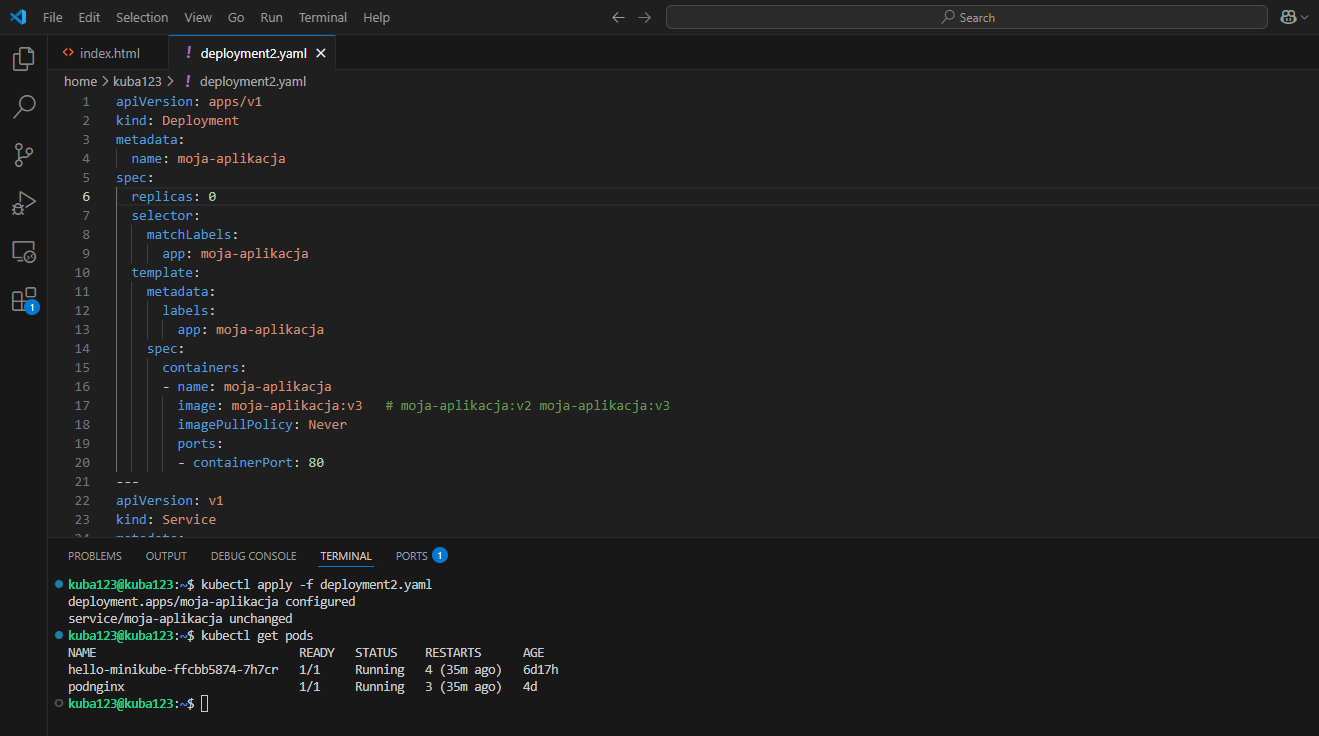 File Edit Selection View Go Run Terminal Help Search
index.html deployment2.yaml
home > kuba123 > ! deployment2.yaml
1 apiVersion: apps/v1
2 kind: Deployment
3 metadata:
4 name: moja-aplikacja
5 spec:
6 replicas: 0
7 selector:
8 matchLabels:
9 app: moja-aplikacja
10 template:
11 metadata:
12 labels:
13 app: moja-aplikacja
14 spec:
15 containers:
16 - name: moja-aplikacja
17 image: moja-aplikacja:v3 # moja-aplikacja:v2 moja-aplikacja:v3
18 imagePullPolicy: Never
19 ports:
20 - containerPort: 80
21 ---
22 apiVersion: v1
23 kind: Service
24 metadata:
1
PROBLEMS OUTPUT DEBUG CONSOLE TERMINAL PORTS 1
kuba123@kuba123:~$ kubectl apply -f deployment2.yaml
deployment.apps/moja-aplikacja configured
service/moja-aplikacja unchanged
kuba123@kuba123:~$ kubectl get pods
NAME READY STATUS RESTARTS AGE
hello-minikube-ffcbb5874-7h7cr 1/1 Running 4 (35m ago) 6d17h
podnginx 1/1 Running 3 (35m ago) 4d
kuba123@kuba123:~$